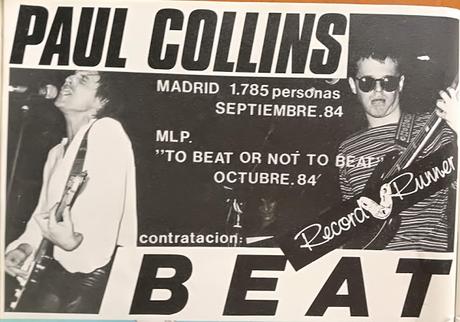 PAUL COLLINS
MADRID 1.785 personas
SEPTIEMBRE.84
MLP.
"TO BEAT OR NOT TO BEAT"
OCTUBRE.84
contratacion:
Record Runner
BEAT